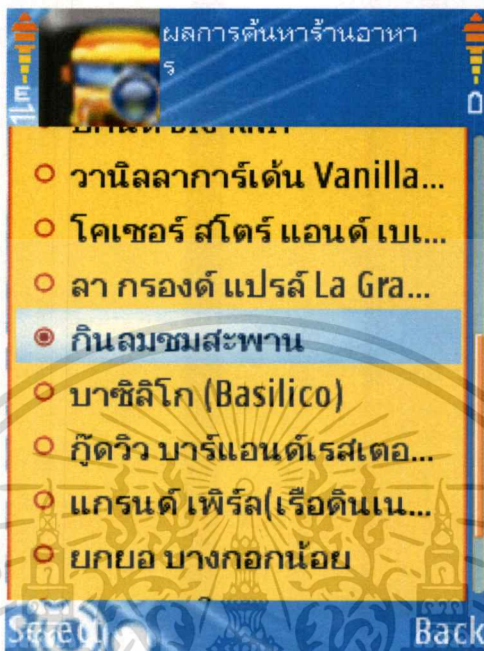 ผลการค้นหาร้านอาหา
ร
วานิลลาการ์เด้น Vanilla...
โคเซอร์ สโตร์ แอนด์ เบเ...
ลา กรองด์ แปรล์ La Gra...
กินลมชมสะพาน
บาซิลิโก (Basilico)
กู๊ดวิว บาร์แอนด์เรสเตอ...
แกรนด์ เพิร์ล(เรือดินเน...
ยกยอ บางกอกน้อย
Select
Back